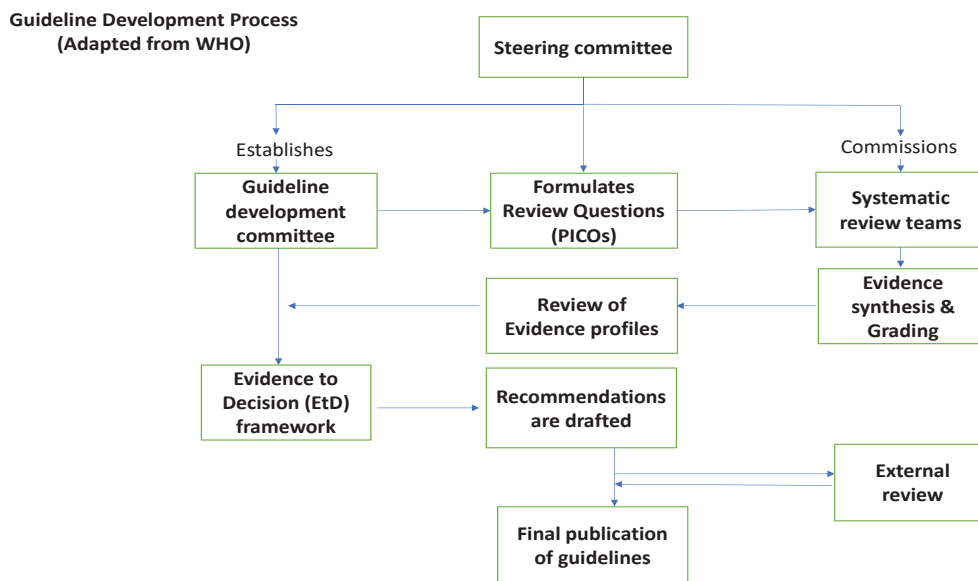 Guideline Development Process
(Adapted from WHO)
Steering committee
Establishes
Commissions
Guideline
development
committee
Formulates
Review Questions
(PICOs)
Systematic
review teams
Review of
Evidence profiles
Evidence
synthesis &
Grading
Evidence to
Decision (EtD)
framework
Recommendations
are drafted
External
review
Final publication
of guidelines